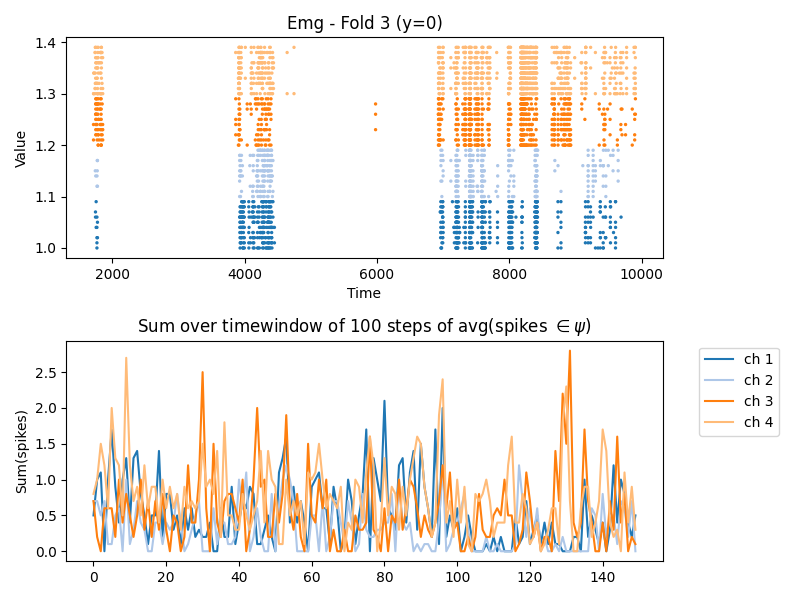 Emg - Fold 3 (y=0)
1.4
1.3
1.2
1.1
1.0
Value
2000 4000 6000 8000 10000
Time
Sum over timewindow of 100 steps of avg(spikes ∈ψ)
2.5
2.0
1.5
1.0
0.5
0.0
Sum(spikes)
0 20 40 60 80 100 120 140
ch 1
ch 2
ch 3
ch 4